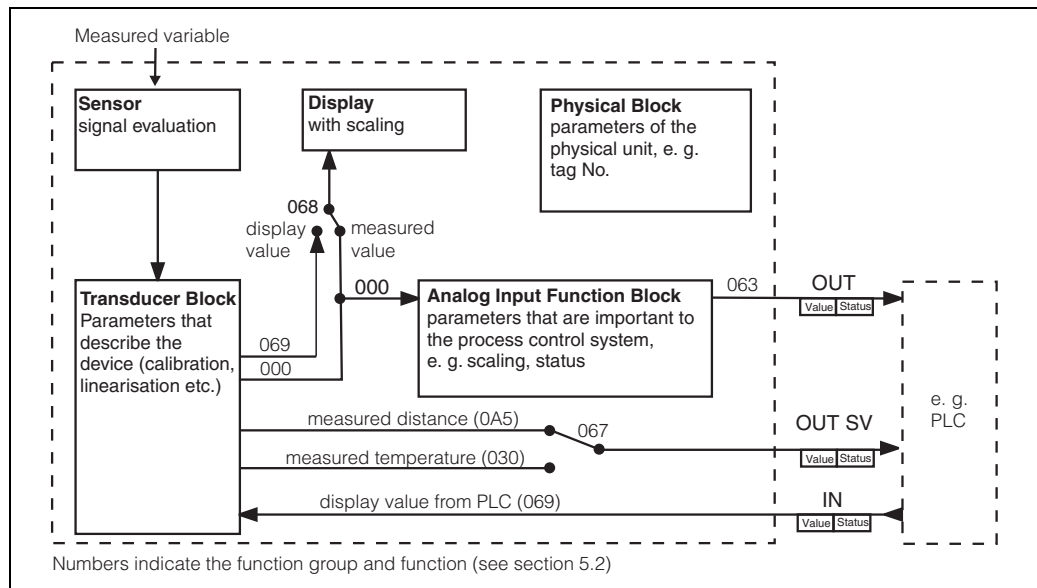 Measured variable
Sensor
signal evaluation
Display
with scaling
Physical Block
parameters of the
physical unit, e. g.
tag No.
068
display
value
measured
value
Transducer Block
Parameters that
describe the
device (calibration,
linearisation etc.)
069
000
000
Analog Input Function Block
parameters that are important to
the process control system,
e. g. scaling, status
063
OUT
Value Status
e. g.
PLC
measured distance (0A5)
067
OUT SV
Value Status
measured temperature (030)
display value from PLC (069)
IN
Value Status
Numbers indicate the function group and function (see section 5.2)